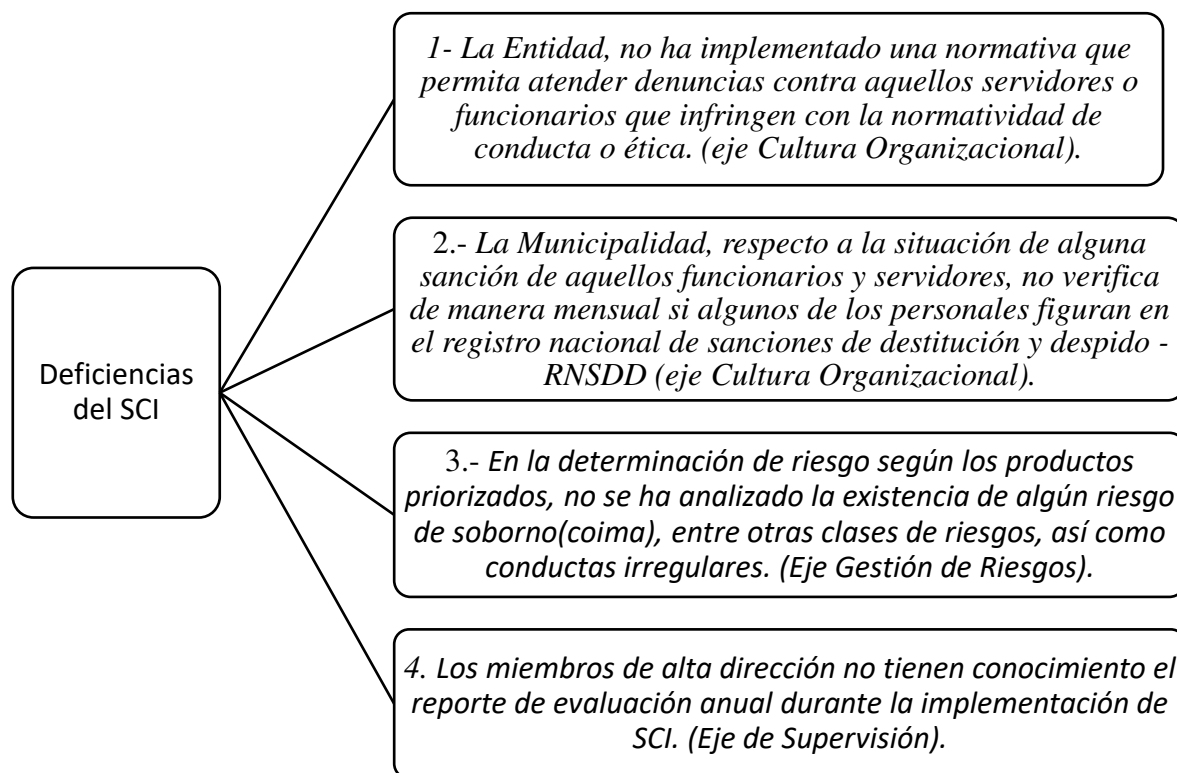 Deficiencias
del SCI
1- La Entidad, no ha implementado una normativa que
permita atender denuncias contra aquellos servidores o
funcionarios que infringen con la normatividad de
conducta o ética. (eje Cultura Organizacional).
2.- La Municipalidad, respecto a la situación de alguna
sanción de aquellos funcionarios y servidores, no verifica
de manera mensual si algunos de los personales figuran en
el registro nacional de sanciones de destitución y despido -
RNSDD (eje Cultura Organizacional).
3.- En la determinación de riesgo según los productos
priorizados, no se ha analizado la existencia de algún riesgo
de soborno(coima), entre otras clases de riesgos, así como
conductas irregulares. (Eje Gestión de Riesgos).
4. Los miembros de alta dirección no tienen conocimiento el
reporte de evaluación anual durante la implementación de
SCI. (Eje de Supervisión).